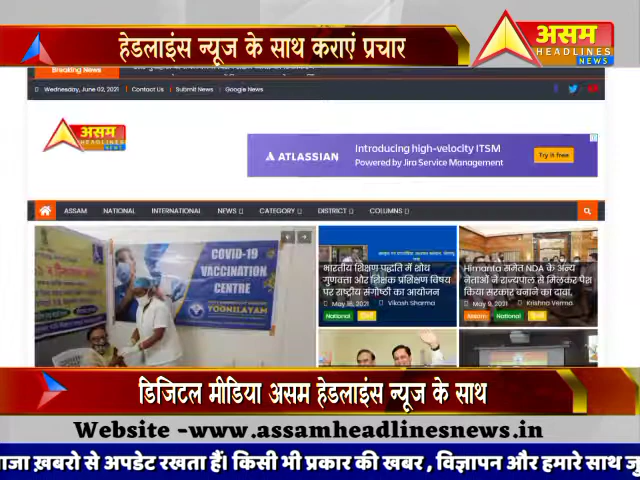 हेडलाइंस न्यूज के साथ कराएं प्रचार
असम
HEADLINES
NEWS
Breaking News
Wednesday, June 02, 2021
Contact Us
Submit News
Google News
असम
HEADLINES
NEWS
ATLASSIAN
Introducing high-velocity ITSM
Powered by Jira Service Management
Try it free
ASSAM NATIONAL INTERNATIONAL NEWS CATEGORY DISTRICT COLUMNS
COVID-19
VACCINATION
CENTRE
YOONILAYAM
भारतीय शिक्षण पद्धति में शोध
गुणवत्ता और शिक्षक प्रशिक्षण विषय
पर राष्ट्रीय संगोष्ठी का आयोजन
May 18, 2021 Vikash Sharma
National हिन्दी
Himanta समेत NDA के अन्य
नेताओं ने राज्यपाल से मिलकर पेश
किया सरकार बनाने का दावा
May 9, 2021 Krishna Verma
Assam National हिन्दी
डिजिटल मीडिया असम हेडलाइंस न्यूज के साथ
Website -www.assamheadlinesnews.in
ाजा ख़बरो से अपडेट रखता हैं। किसी भी प्रकार की खबर , विज्ञापन और हमारे साथ जु